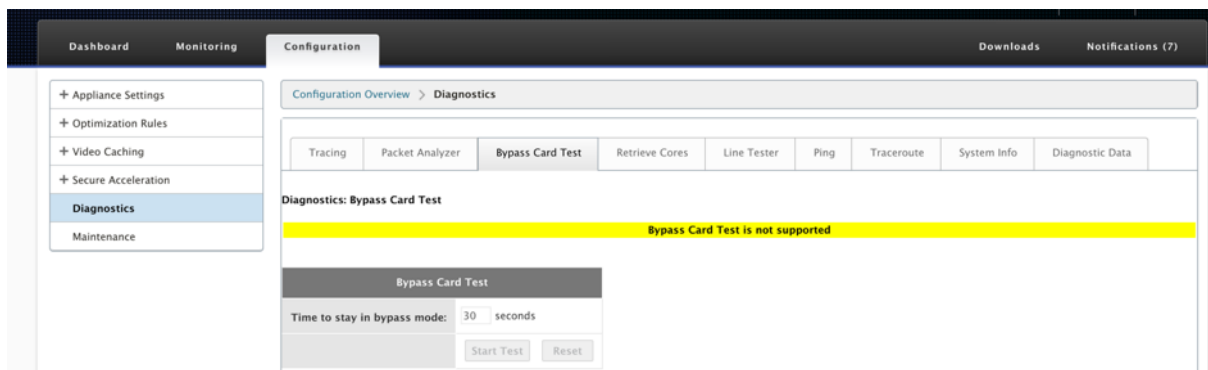 Dashboard Monitoring Configuration Downloads Notifications (7)
+ Appliance Settings
+ Optimization Rules
+ Video Caching
+ Secure Acceleration
Diagnostics
Maintenance
Configuration Overview > Diagnostics
Tracing Packet Analyzer Bypass Card Test Retrieve Cores Line Tester Ping Traceroute System Info Diagnostic Data
Diagnostics: Bypass Card Test
Bypass Card Test is not supported
Bypass Card Test
Time to stay in bypass mode: 30 seconds
Start Test Reset